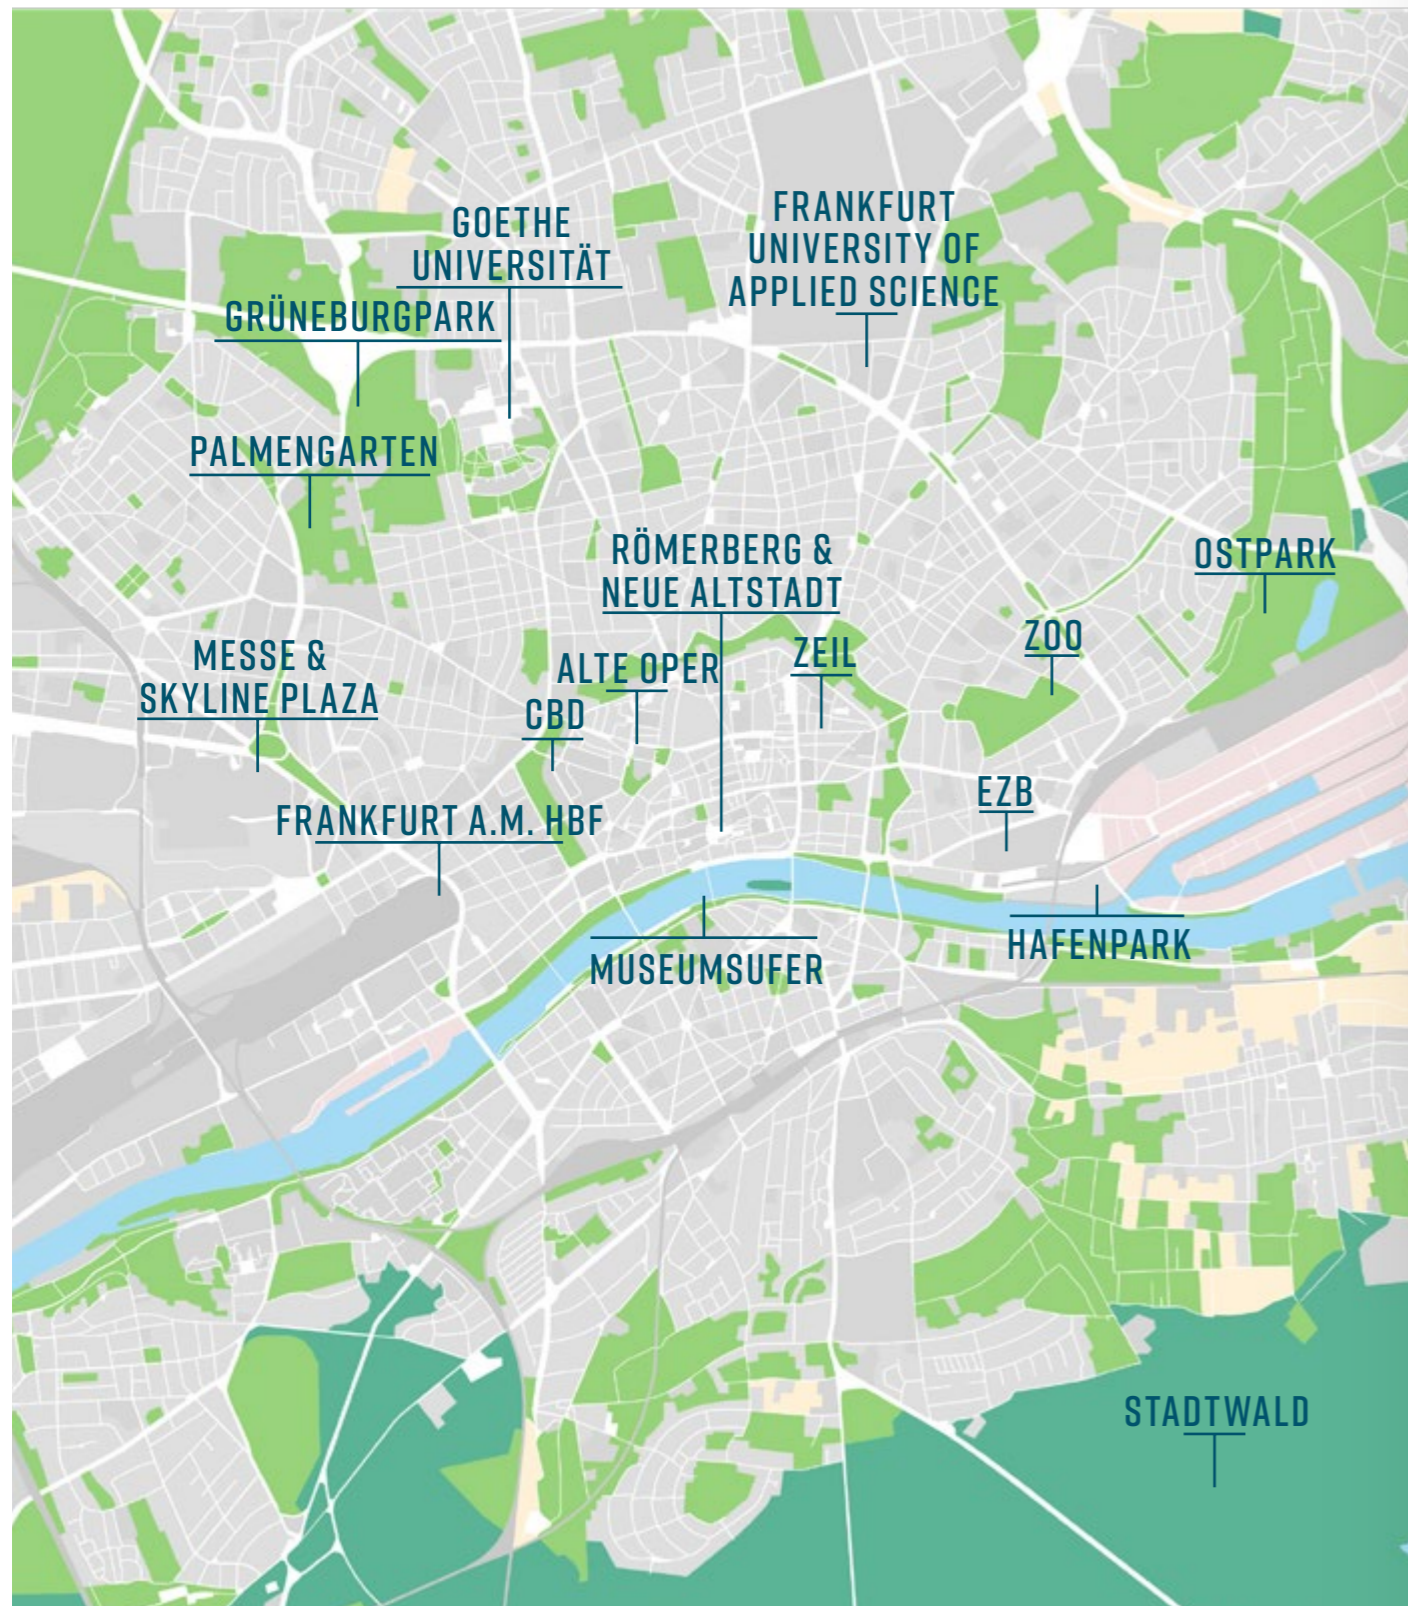 FRANKFURT
UNIVERSITY OF
APPLIED SCIENCE
GOETHE
UNIVERSITÄT
GRÜNEBURGPARK
PALMENGARTEN
RÖMERBERG &
NEUE ALTSTADT
OSTPARK
ZOO
ZEIL
MESSE &
SKYLINE PLAZA
ALTE OPER
CBD
EZB
FRANKFURT A.M. HBF
HAFENPARK
MUSEUMSUFER
STADTWALD